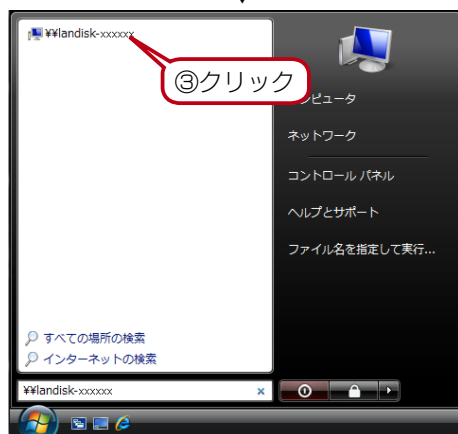 ¥¥landisk-xxxxxx
③クリック
コンピュータ
ネットワーク
コントロール パネル
ヘルプとサポート
ファイル名を指定して実行...
すべての場所の検索
インターネットの検索
¥¥landisk-xxxxxx